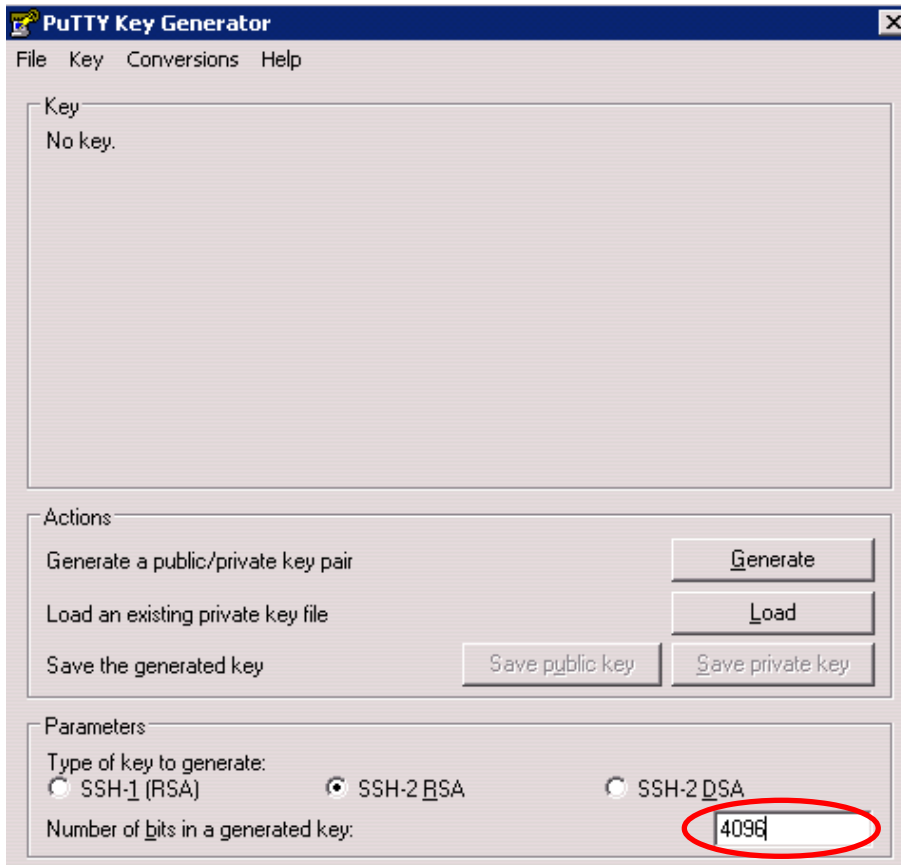 PuTTY Key Generator
File Key Conversions Help
Key
No key.
Actions
Generate a public/private key pair Generate
Load an existing private key file Load
Save the generated key Save public key Save private key
Parameters
Type of key to generate:
SSH-1 (RSA) SSH-2 RSA SSH-2 DSA
Number of bits in a generated key: 4096